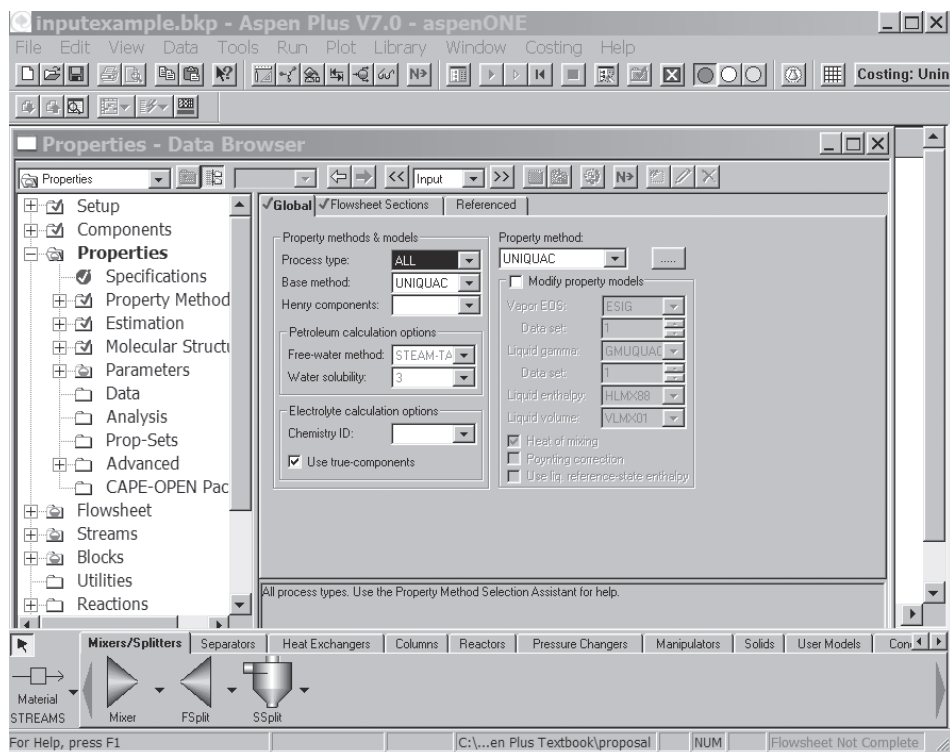 inputexample.bkp - Aspen Plus V7.0 - aspenONE
File Edit View Data Tools Run Plot Library Window Costing Help
N> Costing: Unin
Properties - Data Browser
Properties Input N>
Setup
Components
Properties
Specifications
Property Method
Estimation
Molecular Structu
Parameters
Data
Analysis
Prop-Sets
Advanced
CAPE-OPEN Pac
Flowsheet
Streams
Blocks
Utilities
Reactions
Global Flowsheet Sections Referenced
Property methods & models
Process type: ALL
Base method: UNIQUAC
Henry components:
Petroleum calculation options
Free-water method: STEAM-TA
Water solubility: 3
Electrolyte calculation options
Chemistry ID:
Use true-components
Property method:
UNIQUAC .....
Modify property models
Vapor EOS: ESIG
Data set: 1
Liquid gamma: GMUQUAC
Data set: 1
Liquid enthalpy: HLMX88
Liquid volume: VLMX01
Heat of mixing
Poynting correction
Use liq. reference-state enthalpy
All process types. Use the Property Method Selection Assistant for help.
Mixers/Splitters Separators Heat Exchangers Columns Reactors Pressure Changers Manipulators Solids User Models Con
Material
STREAMS Mixer FSplit SSplit
For Help, press F1 C:\...en Plus Textbook\proposal NUM Flowsheet Not Complete